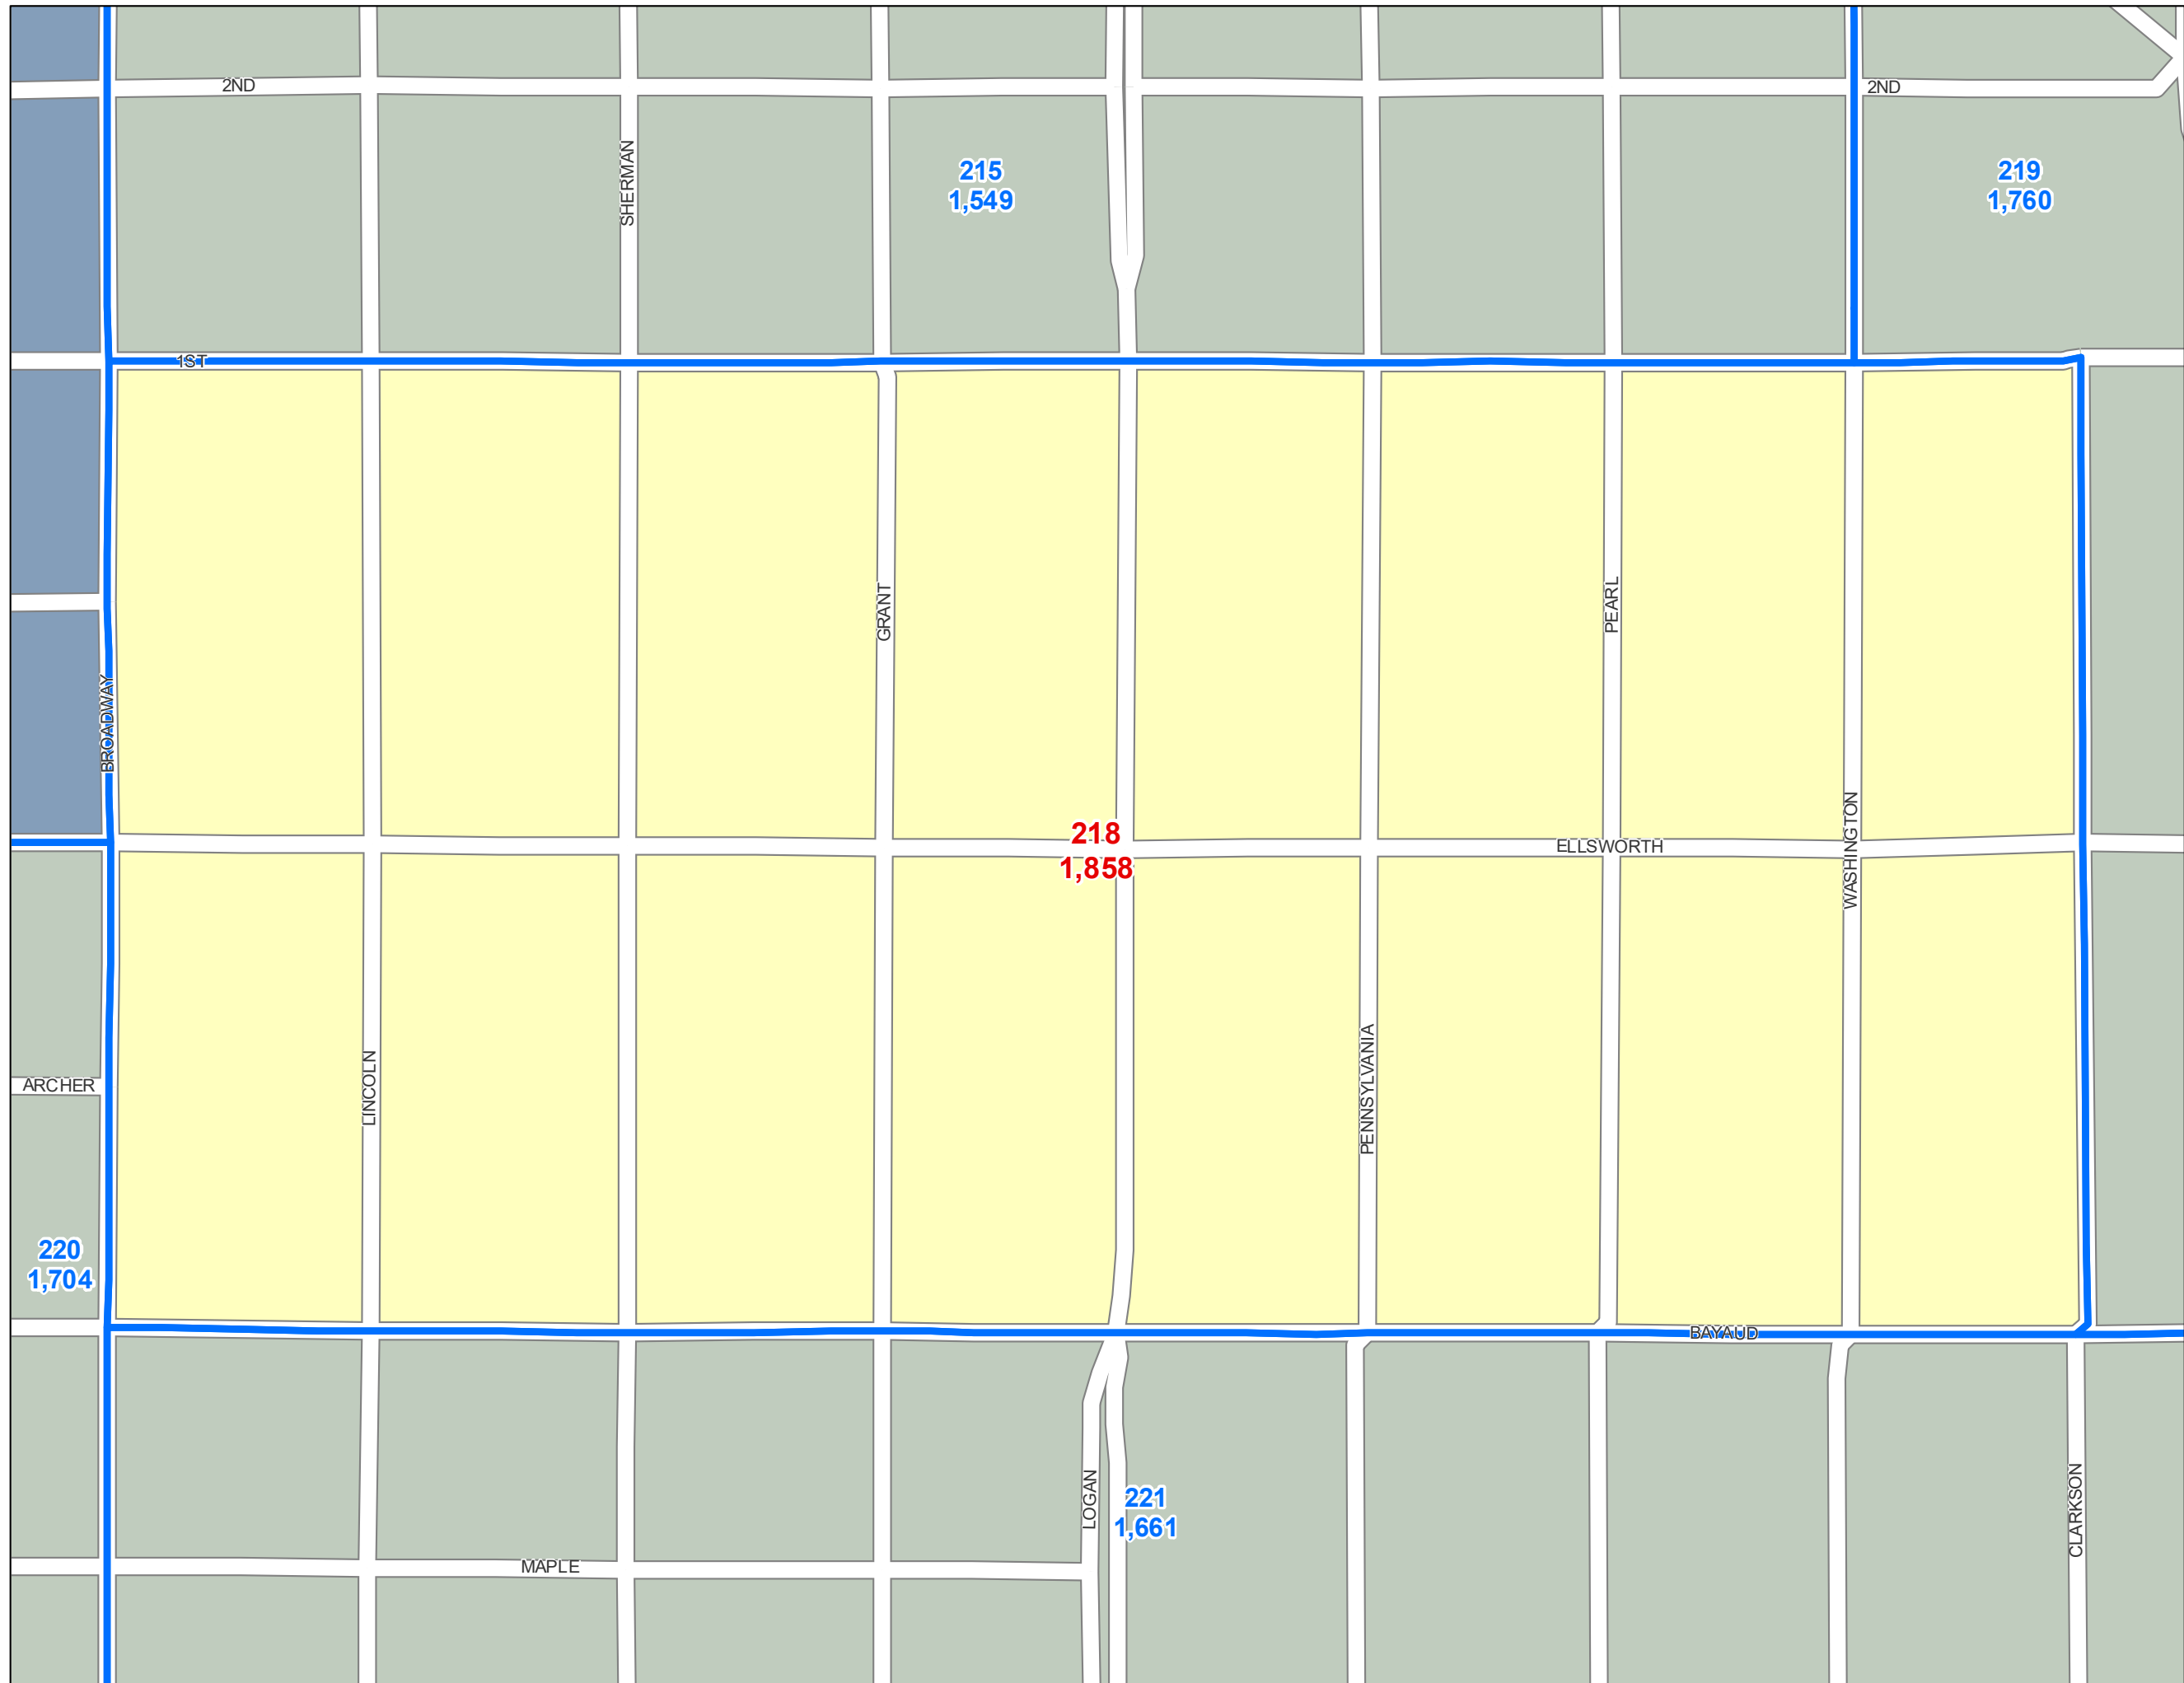 2ND
2ND
SHERMAN
215
1,549
219
1,760
1ST
GRANT
PEARL
BROADWAY
218
1,858
ELLSWORTH
WASHINGTON
ARCHER
LINCOLN
PENNSYLVANIA
220
1,704
BAYAUD
LOGAN
221
1,661
CLARKSON
MAPLE